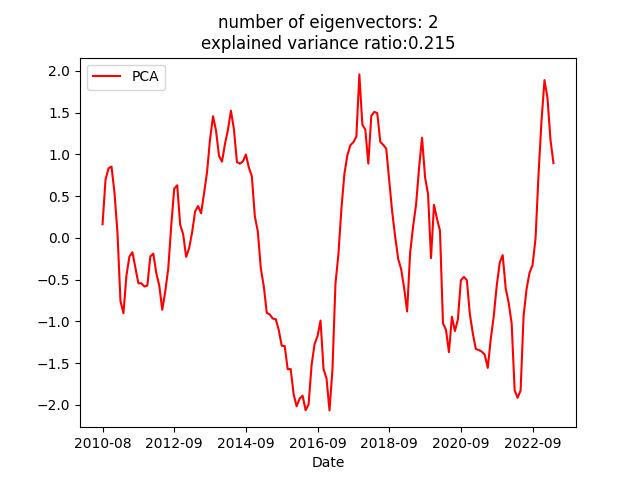 number of eigenvectors: 2
explained variance ratio:0.215
PCA
2.0
1.5
1.0
0.5
0.0
−0.5
−1.0
−1.5
−2.0
2010-08 2012-09 2014-09 2016-09 2018-09 2020-09 2022-09
Date